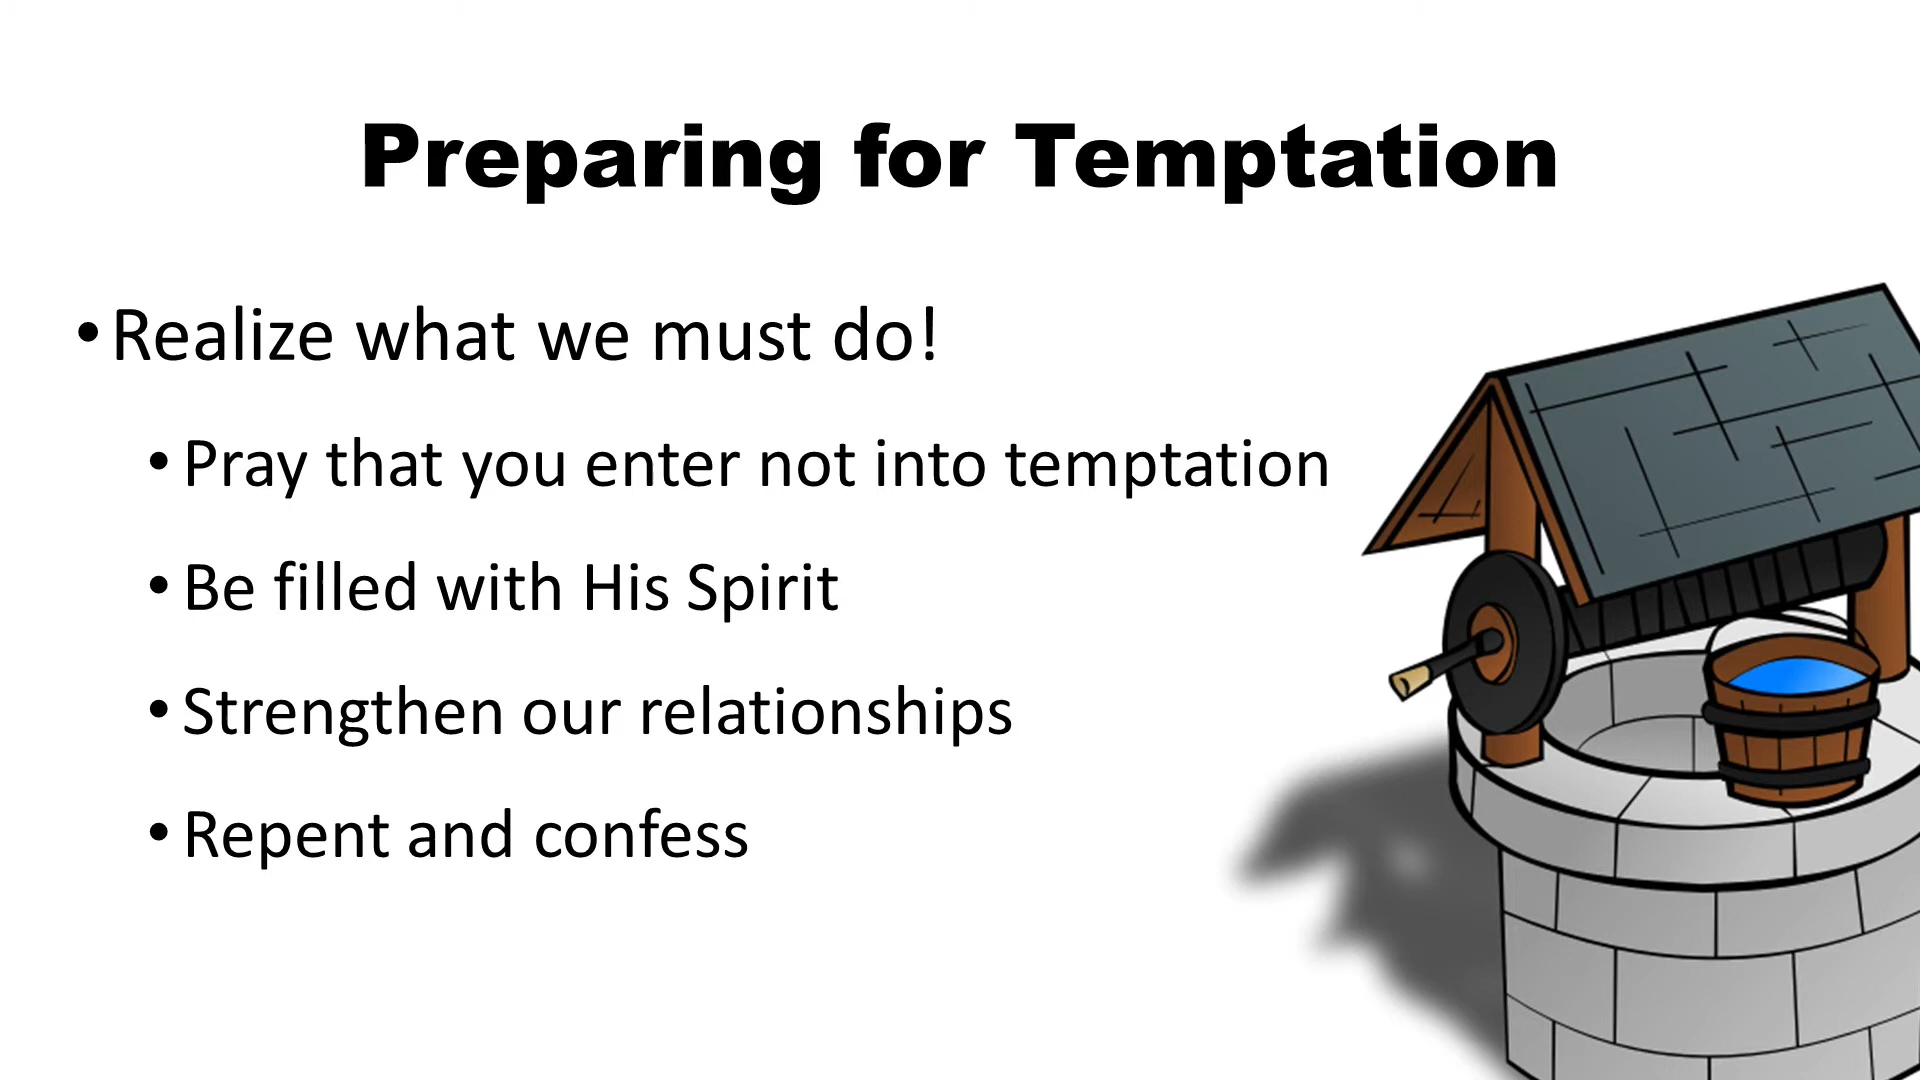 Preparing for Temptation
• Realize what we must do!
• Pray that you enter not into temptation
• Be filled with His Spirit
• Strengthen our relationships
• Repent and confess